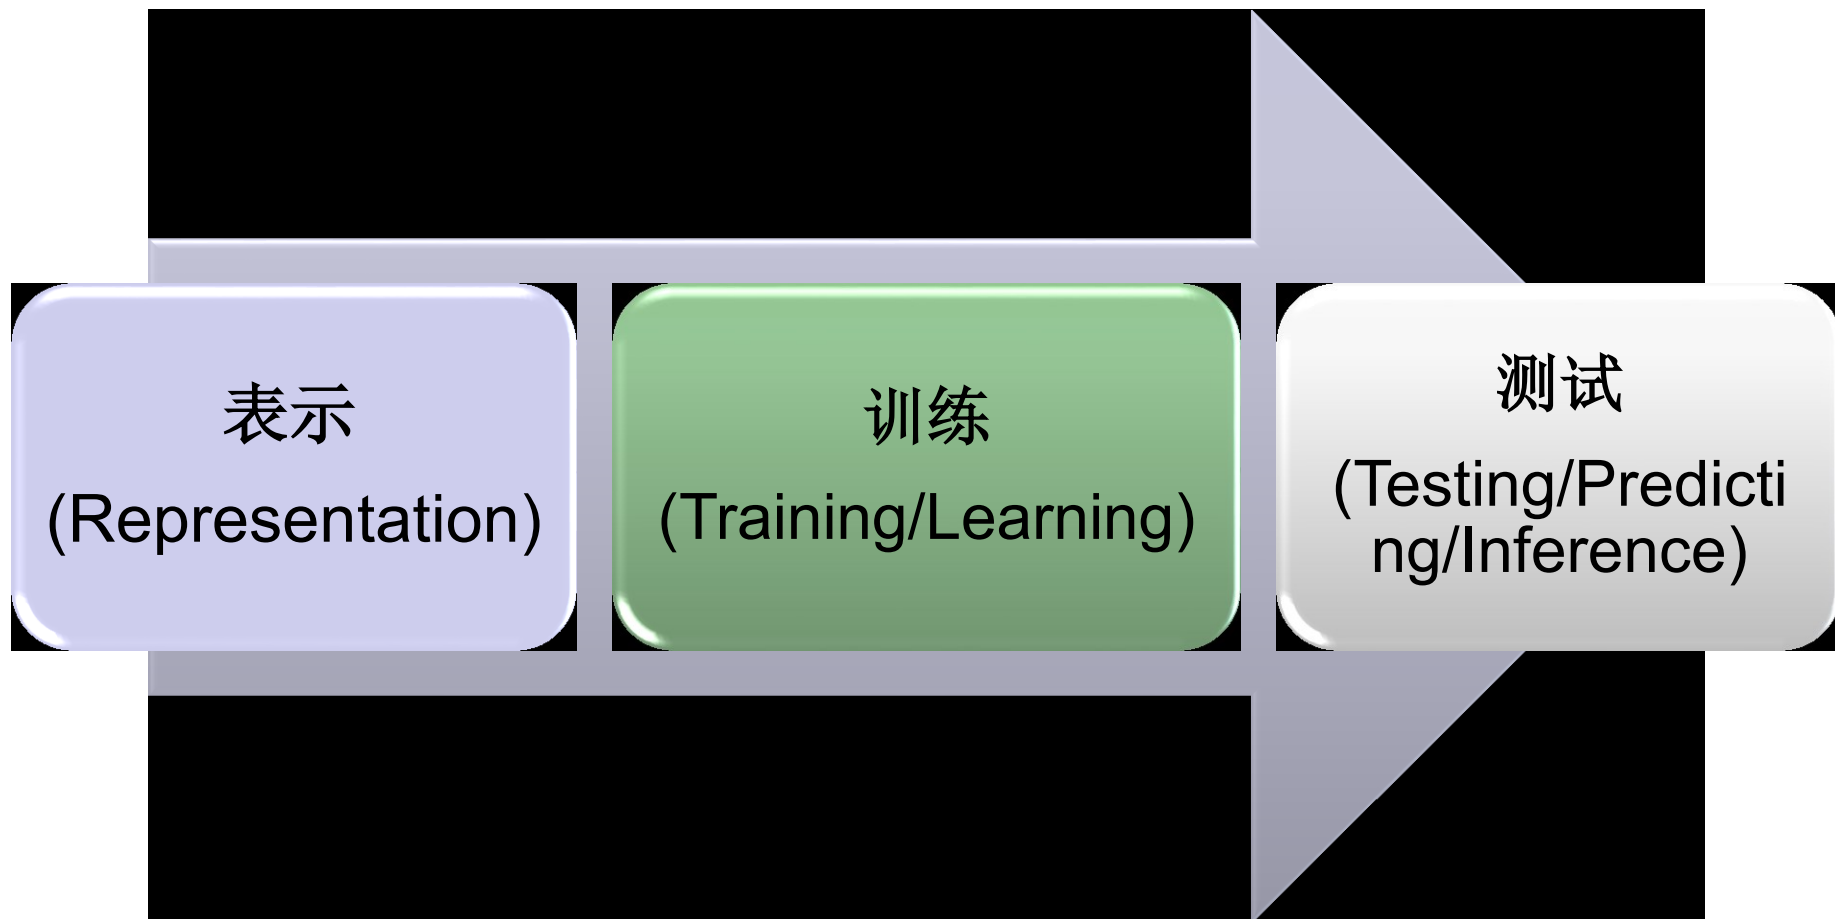 表示
(Representation)
训练
(Training/Learning)
测试
(Testing/Predicti
ng/Inference)